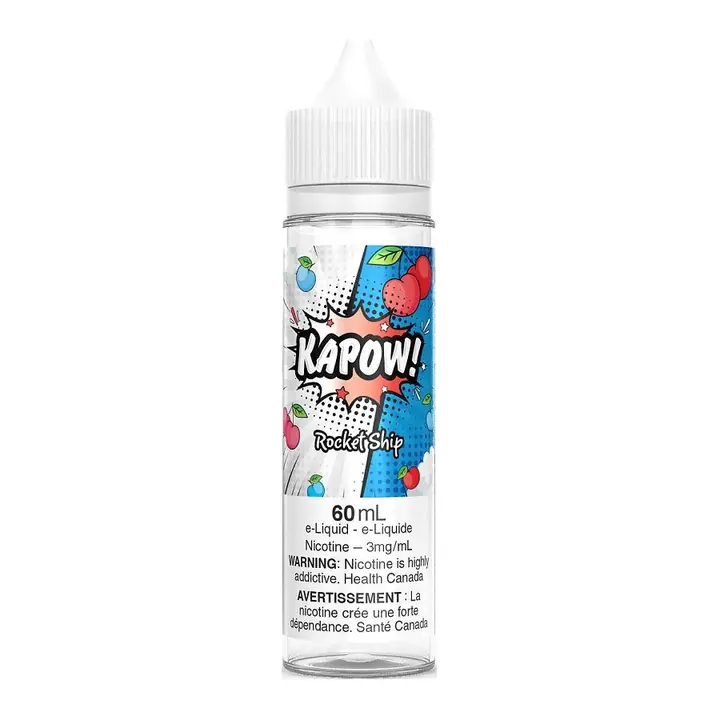 KAPOW!
Rocket Ship
60 mL
e-Liquid - e-Liquide
Nicotine – 3mg/mL
WARNING: Nicotine is highly
addictive. Health Canada
AVERTISSEMENT : La
nicotine crée une forte
dépendance. Santé Canada